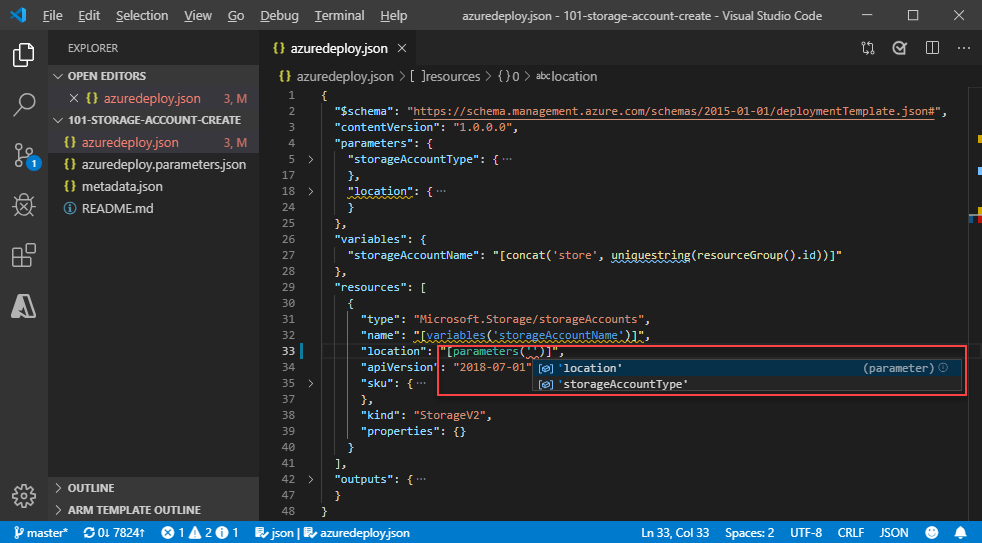 File Edit Selection View Go Debug Terminal Help azuredeploy.json - 101-storage-account-create - Visual Studio Code
EXPLORER
OPEN EDITORS
azuredeploy.json 3, M
101-STORAGE-ACCOUNT-CREATE
azuredeploy.json 3, M
{} azuredeploy.parameters.json
{} metadata.json
README.md
1
OUTLINE
ARM TEMPLATE OUTLINE
{} azuredeploy.json
{} azuredeploy.json > [ ]resources > {}0 > abclocation
1 {
2 "$schema": "https://schema.management.azure.com/schemas/2015-01-01/deploymentTemplate.json#",
3 "contentVersion": "1.0.0.0",
4 "parameters": {
5 "storageAccountType": {…
17 },
18 "location": {…
24 }
25 },
26 "variables": {
27 "storageAccountName": "[concat('store', uniquestring(resourceGroup().id))]"
28 },
29 "resources": [
30 {
31 "type": "Microsoft.Storage/storageAccounts",
32 "name": "[variables('storageAccountName')]",
33 "location": "[parameters('')]",
34 "apiVersion": "2018-07-01"
'location' (parameter)
35 "sku": {…
'storageAccountType'
37 },
38 "kind": "StorageV2",
39 "properties": {}
40 }
41 ],
42 "outputs": {…
47 }
48 }
master* 0↓ 7824↑ 1 2 1 json | azuredeploy.json Ln 33, Col 33 Spaces: 2 UTF-8 CRLF JSON